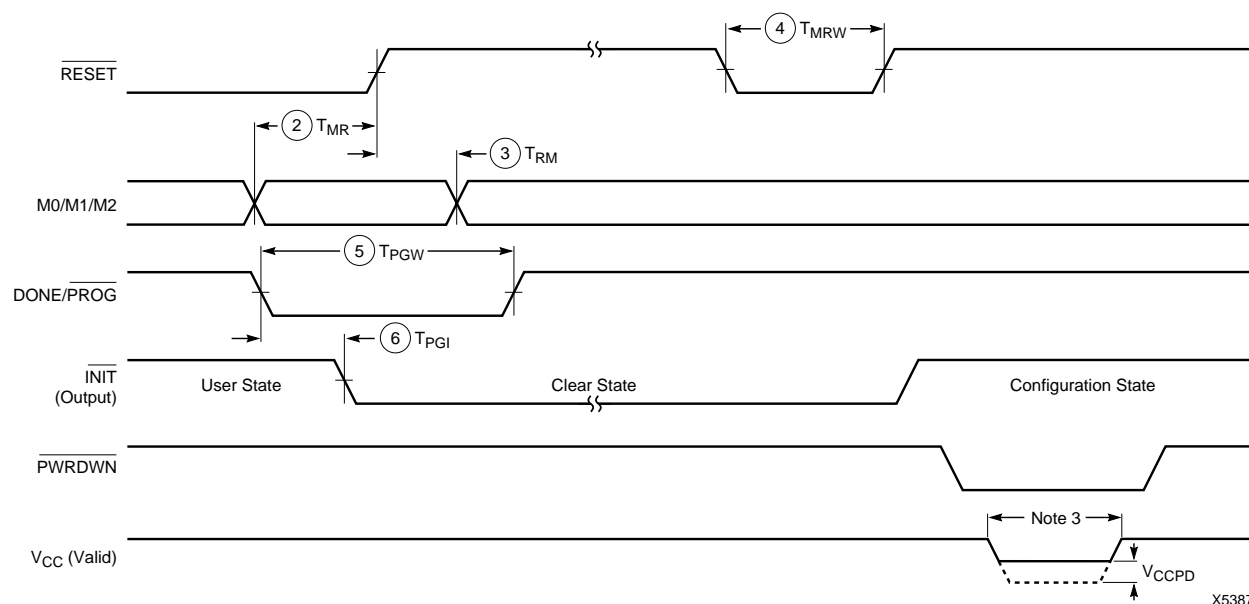 4 TMRW
RESET
2 TMR
3 TRM
M0/M1/M2
5 TPGW
DONE/PROG
6 TPGI
INIT
(Output)
User State
Clear State
Configuration State
PWRDWN
Note 3
VCC (Valid)
VCCPD
X5387